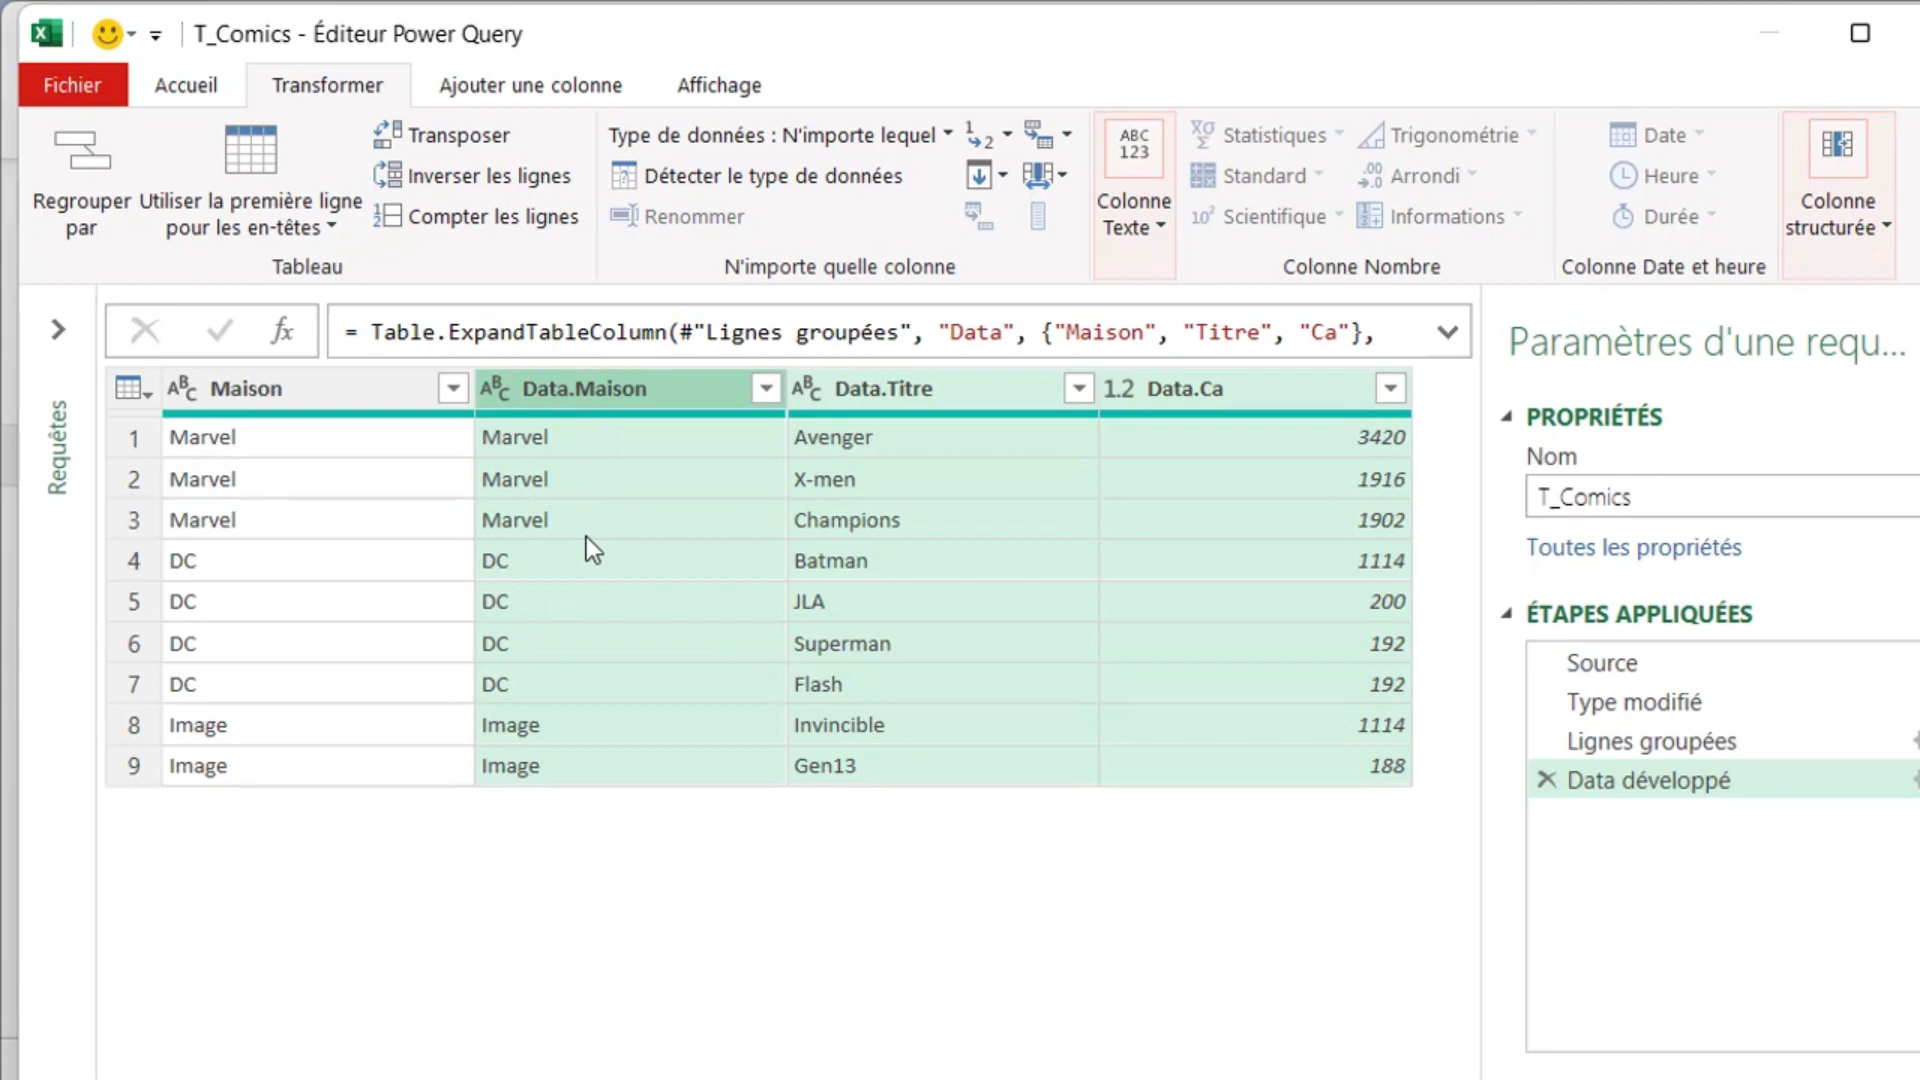 T_Comics - Éditeur Power Query
Fichier Accueil Transformer Ajouter une colonne Affichage
Regrouper par
Utiliser la première ligne pour les en-têtes
Transposer
Inverser les lignes
Compter les lignes
Tableau
Type de données : N'importe lequel
Détecter le type de données
Renommer
N'importe quelle colonne
ABC
123
Colonne
Texte
Statistiques
Standard
Scientifique
Trigonométrie
Arrondi
Informations
Colonne Nombre
Date
Heure
Durée
Colonne Date et heure
Colonne
structurée
Requêtes
= Table.ExpandTableColumn(#"Lignes groupées", "Data", {"Maison", "Titre", "Ca"},
ABC Maison ABC Data.Maison ABC Data.Titre 1.2 Data.Ca
1 Marvel Marvel Avenger 3420
2 Marvel Marvel X-men 1916
3 Marvel Marvel Champions 1902
4 DC DC Batman 1114
5 DC DC JLA 200
6 DC DC Superman 192
7 DC DC Flash 192
8 Image Image Invincible 1114
9 Image Image Gen13 188
Paramètres d'une requ...
PROPRIÉTÉS
Nom
T_Comics
Toutes les propriétés
ÉTAPES APPLIQUÉES
Source
Type modifié
Lignes groupées
Data développé